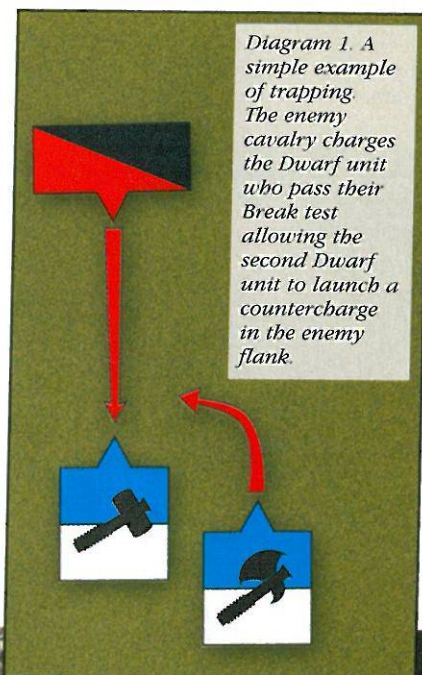 Diagram 1. A
simple example
of trapping.
The enemy
cavalry charges
the Dwarf unit
who pass their
Break test
allowing the
second Dwarf
unit to launch a
countercharge
in the enemy
flank.